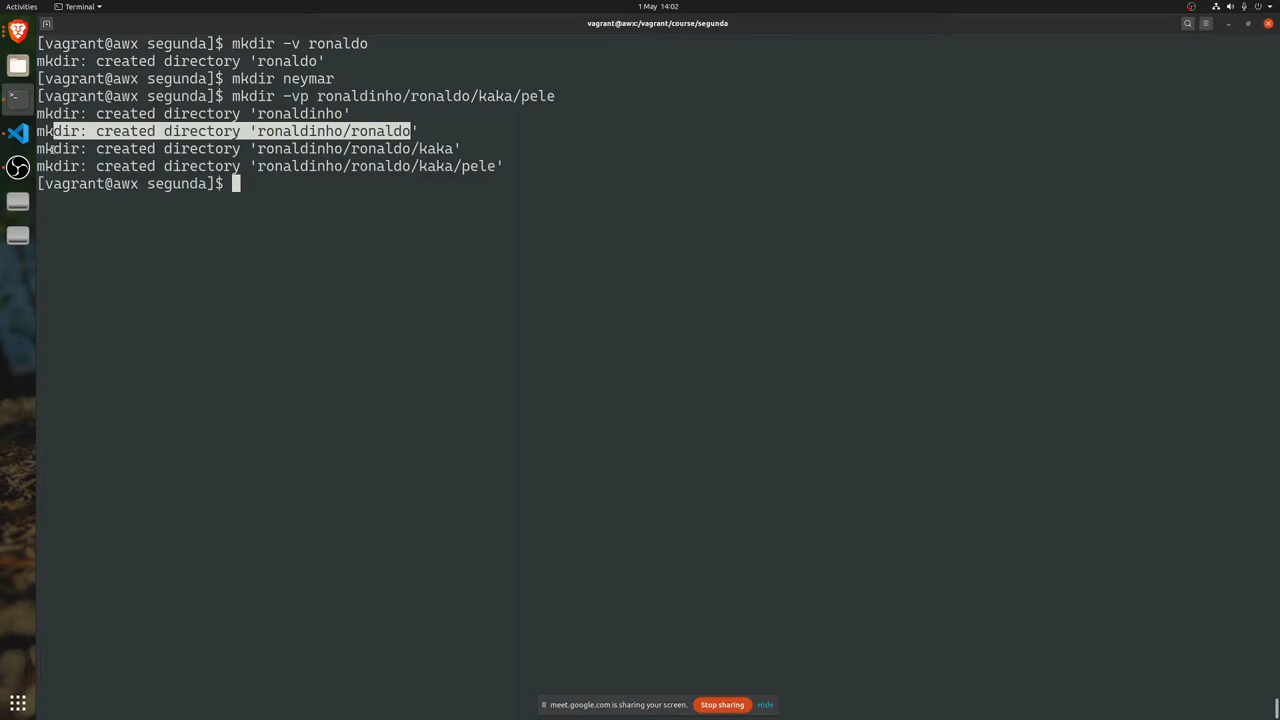 Activities
Terminal
1 May 14:02
vagrant@awx:/vagrant/course/segunda
[vagrant@awx segunda]$ mkdir -v ronaldo
mkdir: created directory 'ronaldo'
[vagrant@awx segunda]$ mkdir neymar
[vagrant@awx segunda]$ mkdir -vp ronaldinho/ronaldo/kaka/pele
mkdir: created directory 'ronaldinho'
mkdir: created directory 'ronaldinho/ronaldo'
mkdir: created directory 'ronaldinho/ronaldo/kaka'
mkdir: created directory 'ronaldinho/ronaldo/kaka/pele'
[vagrant@awx segunda]$
meet.google.com is sharing your screen.
Stop sharing
Hide